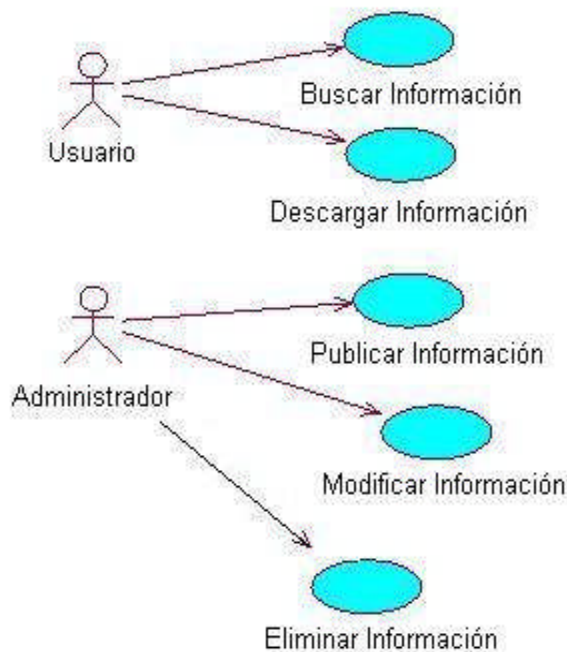 Buscar Información
Usuario
Descargar Información
Publicar Información
Administrador
Modificar Información
Eliminar Información